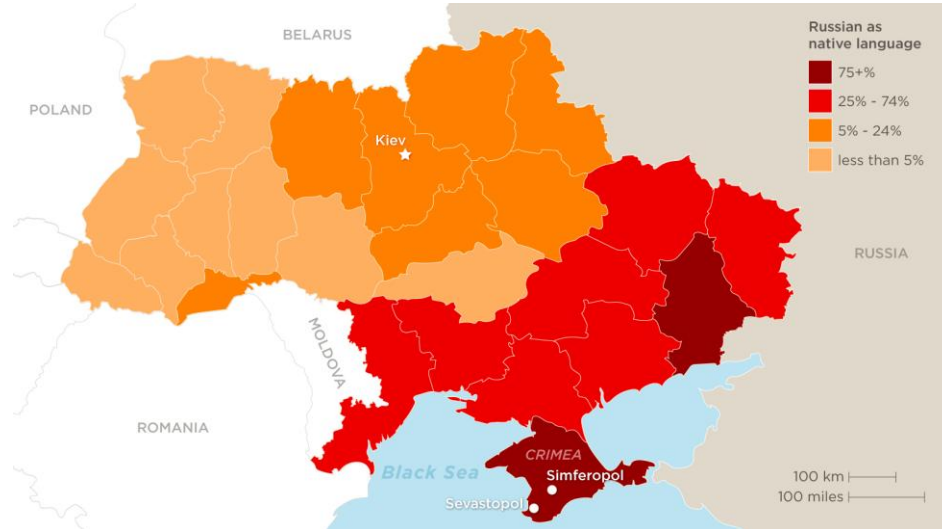 BELARUS
Russian as
native language
75+%
25% - 74%
5% - 24%
less than 5%
POLAND
Kiev
RUSSIA
MOLDOVA
ROMANIA
CRIMEA
Black Sea
Simferopol
Sevastopol
100 km
100 miles